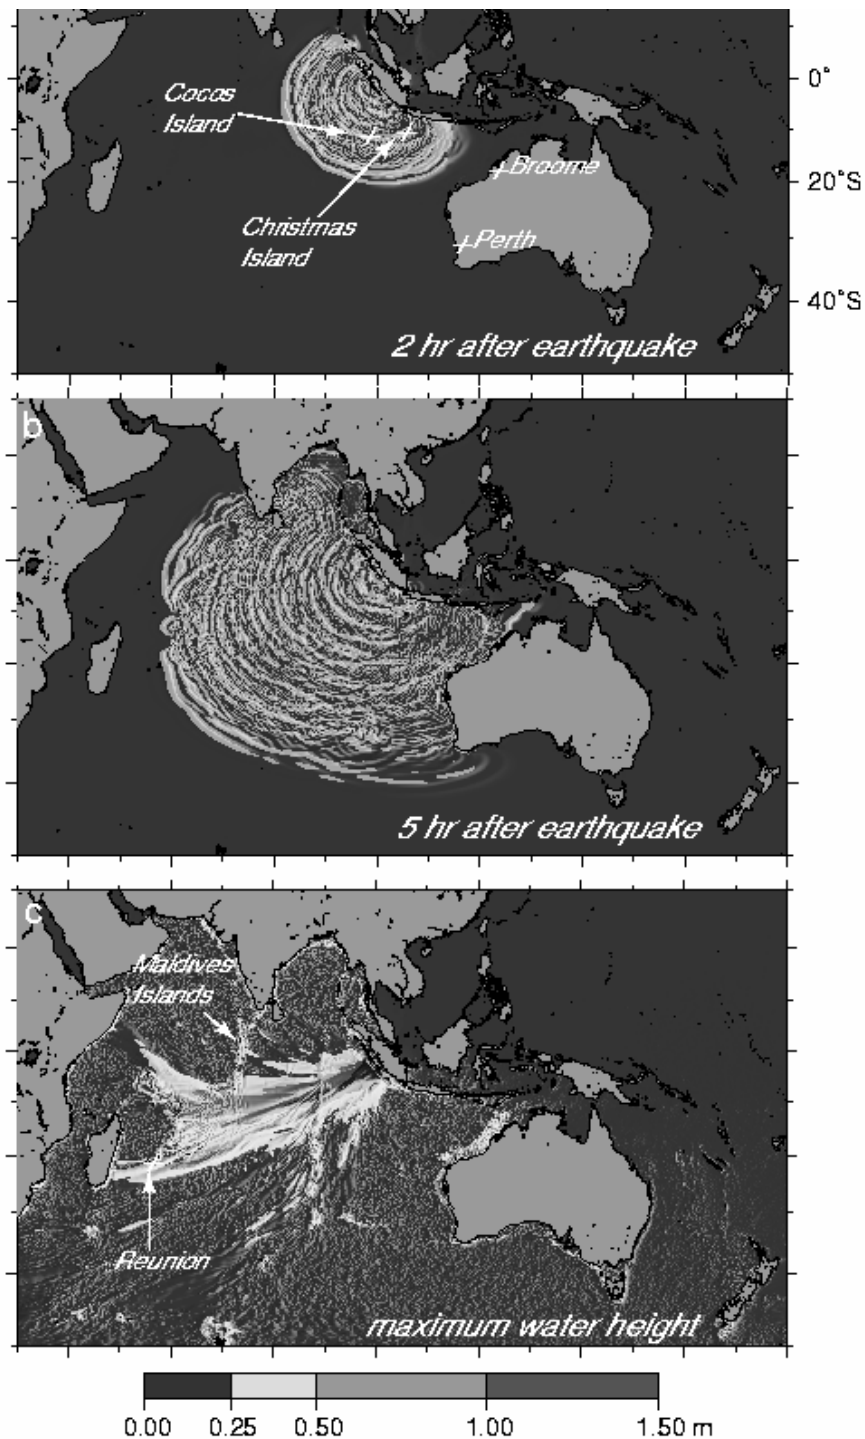 0°
Cocos
Island
Broome
20°S
Christmas
Island
Perth
40°S
2 hr after earthquake
b
5 hr after earthquake
c
Maldives
Islands
Reunion
maximum water height
0.00 0.25 0.50 1.00 1.50 m